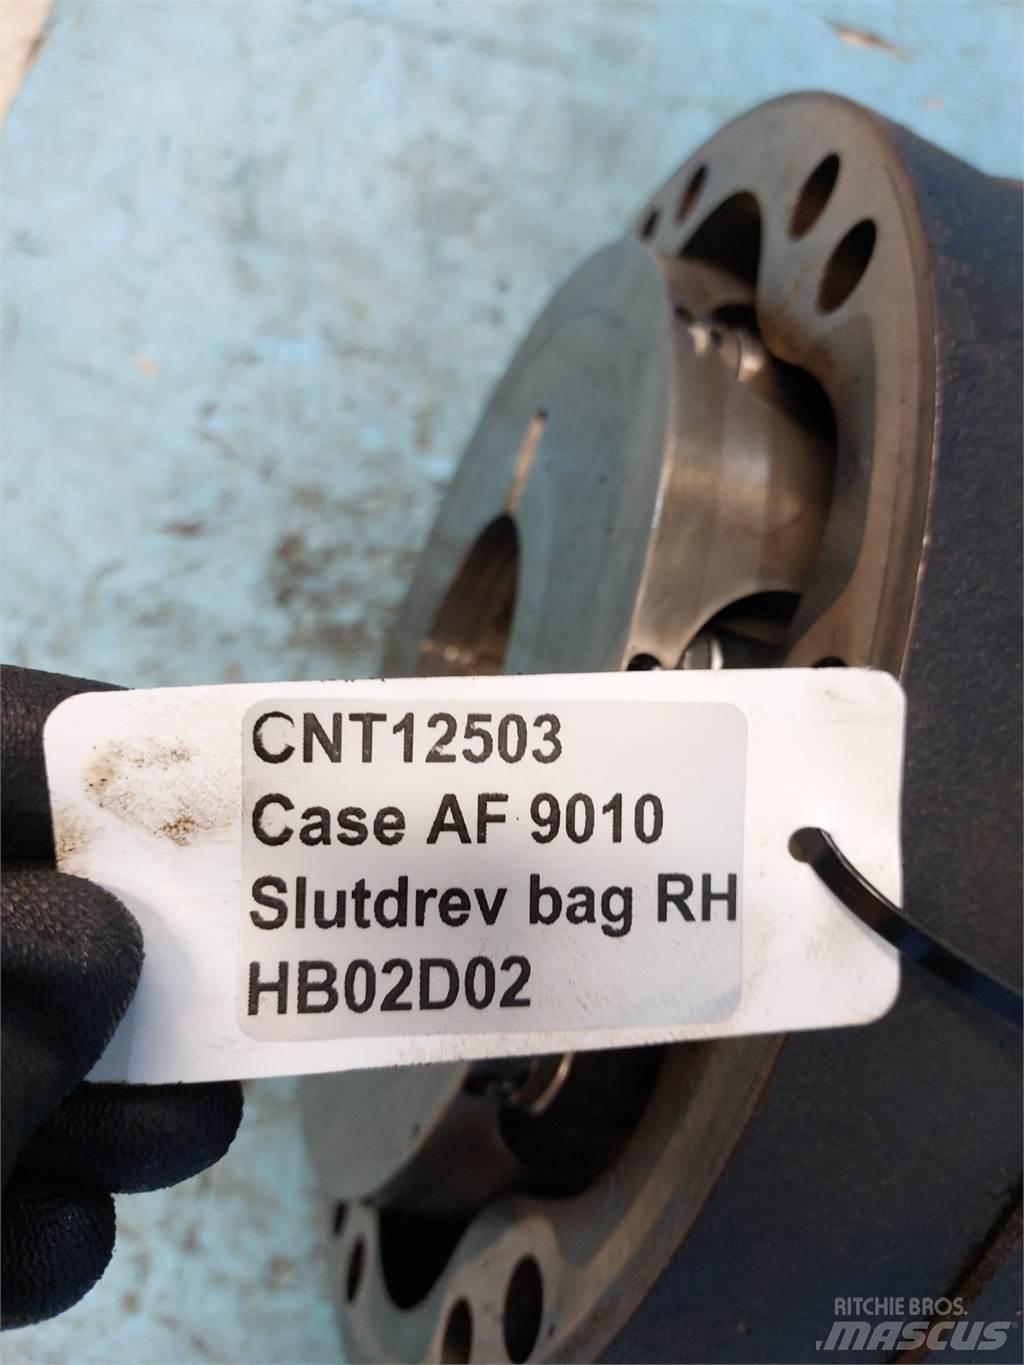 CNT12503
Case AF 9010
Slutdrev bag RH
HB02D02
RITCHIE BROS.
MASCUS